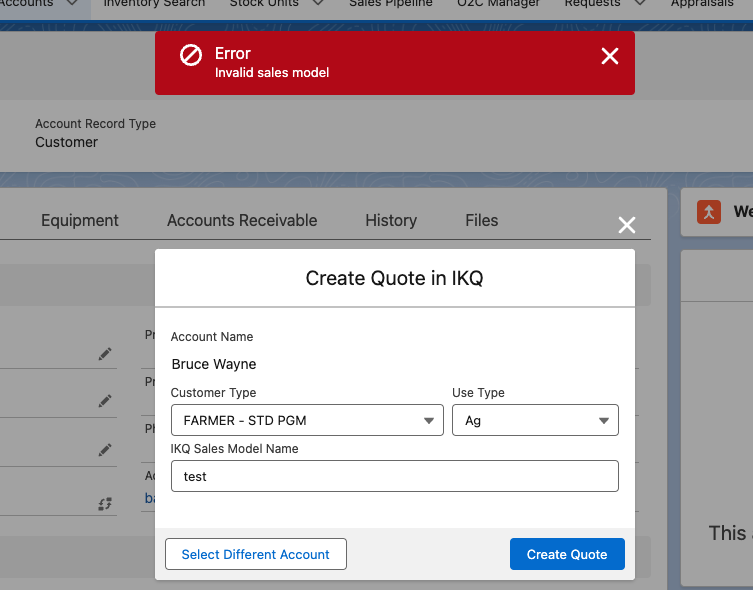 Accounts Inventory Search Stock Units Sales Pipeline O2C Manager Requests Appraisals
Error
Invalid sales model
Account Record Type
Customer
Equipment Accounts Receivable History Files
We
Create Quote in IKQ
Account Name
Bruce Wayne
Customer Type Use Type
FARMER - STD PGM Ag
IKQ Sales Model Name
test
This
Select Different Account Create Quote